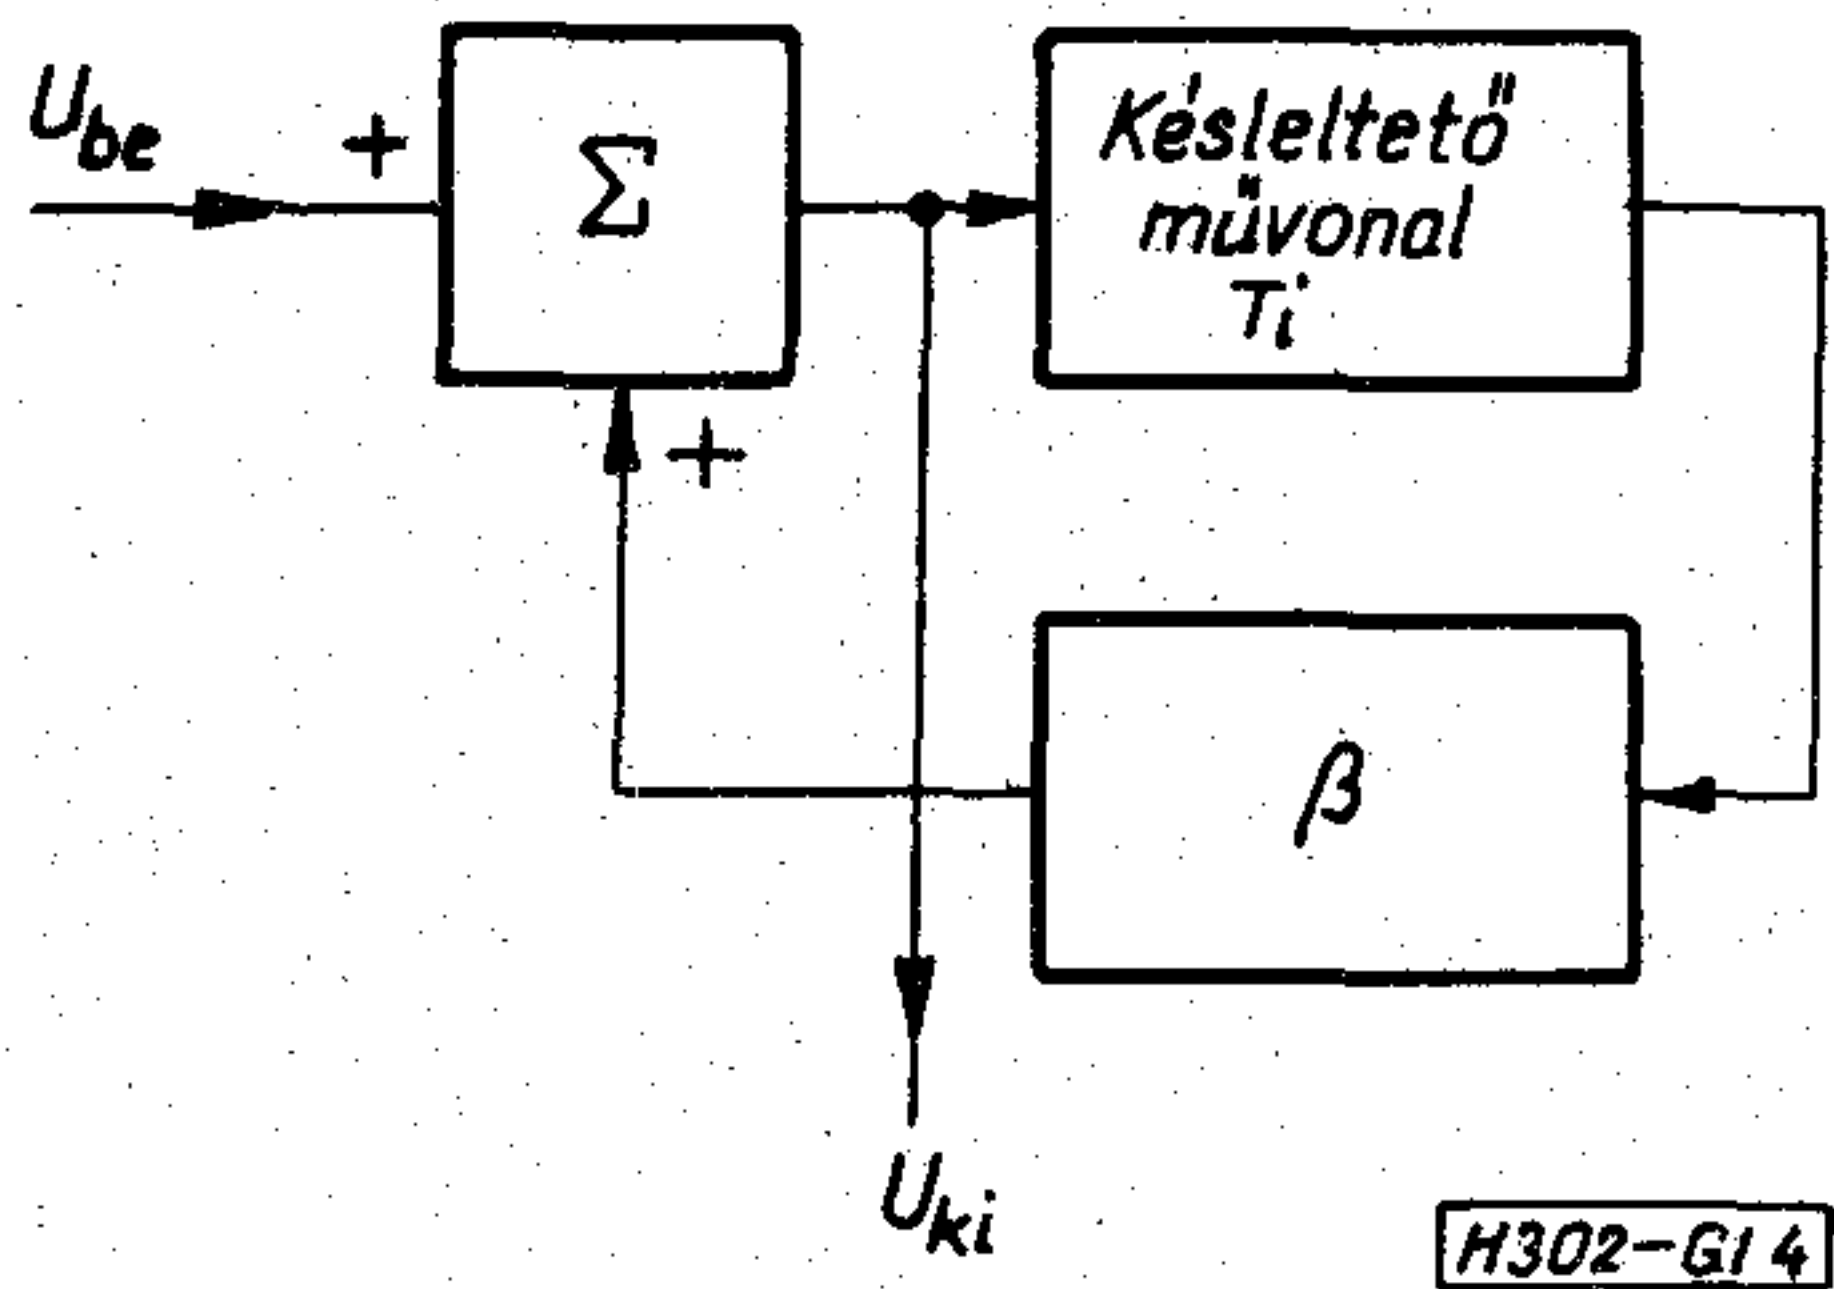 U_be
+
Σ
Késleltető
művonal
T_i
+
β
U_ki
H302-GI 4